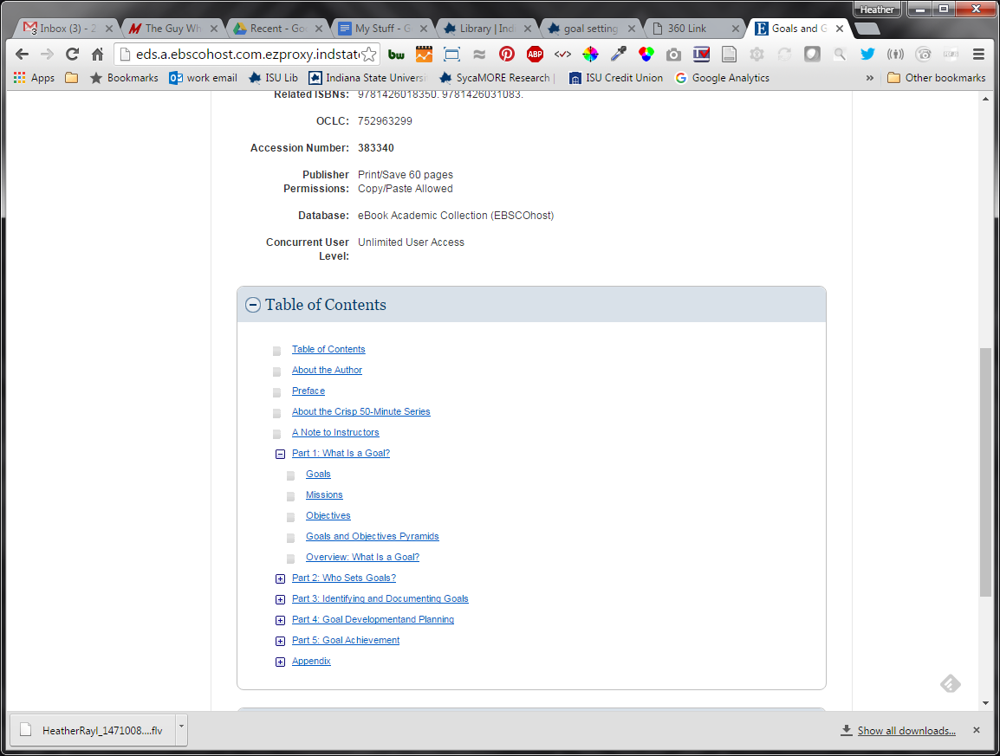 Heather
Inbox (3) - 2
The Guy Wh
Recent - Goo
My Stuff - G
Library | Indi
goal setting
360 Link
Goals and G
eds.a.ebscohost.com.ezproxy.indstat
bw
ABP
Apps
Bookmarks
work email
ISU Lib
Indiana State Universi
SycaMORE Research |
ISU Credit Union
Google Analytics
»
Other bookmarks
Related ISBNs: 9781426018350. 9781426031083.
OCLC: 752963299
Accession Number: 383340
Publisher Print/Save 60 pages
Permissions: Copy/Paste Allowed
Database: eBook Academic Collection (EBSCOhost)
Concurrent User Unlimited User Access
Level:
Table of Contents
Table of Contents
About the Author
Preface
About the Crisp 50-Minute Series
A Note to Instructors
Part 1: What Is a Goal?
Goals
Missions
Objectives
Goals and Objectives Pyramids
Overview: What Is a Goal?
Part 2: Who Sets Goals?
Part 3: Identifying and Documenting Goals
Part 4: Goal Developmentand Planning
Part 5: Goal Achievement
Appendix
HeatherRayl_1471008....flv
Show all downloads...